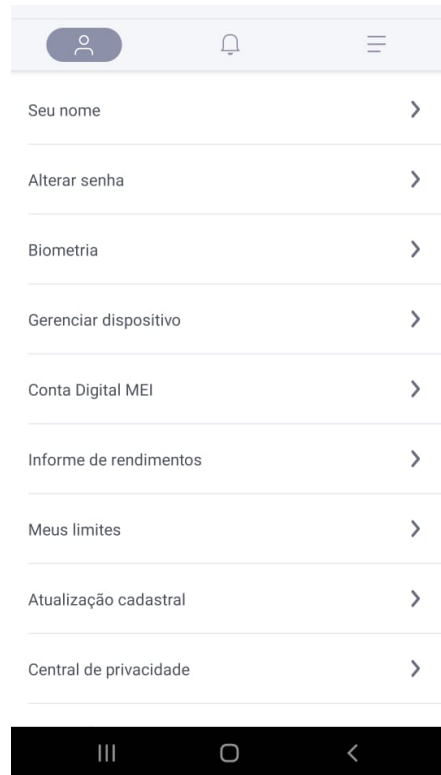 Seu nome
Alterar senha
Biometria
Gerenciar dispositivo
Conta Digital MEI
Informe de rendimentos
Meus limites
Atualização cadastral
Central de privacidade